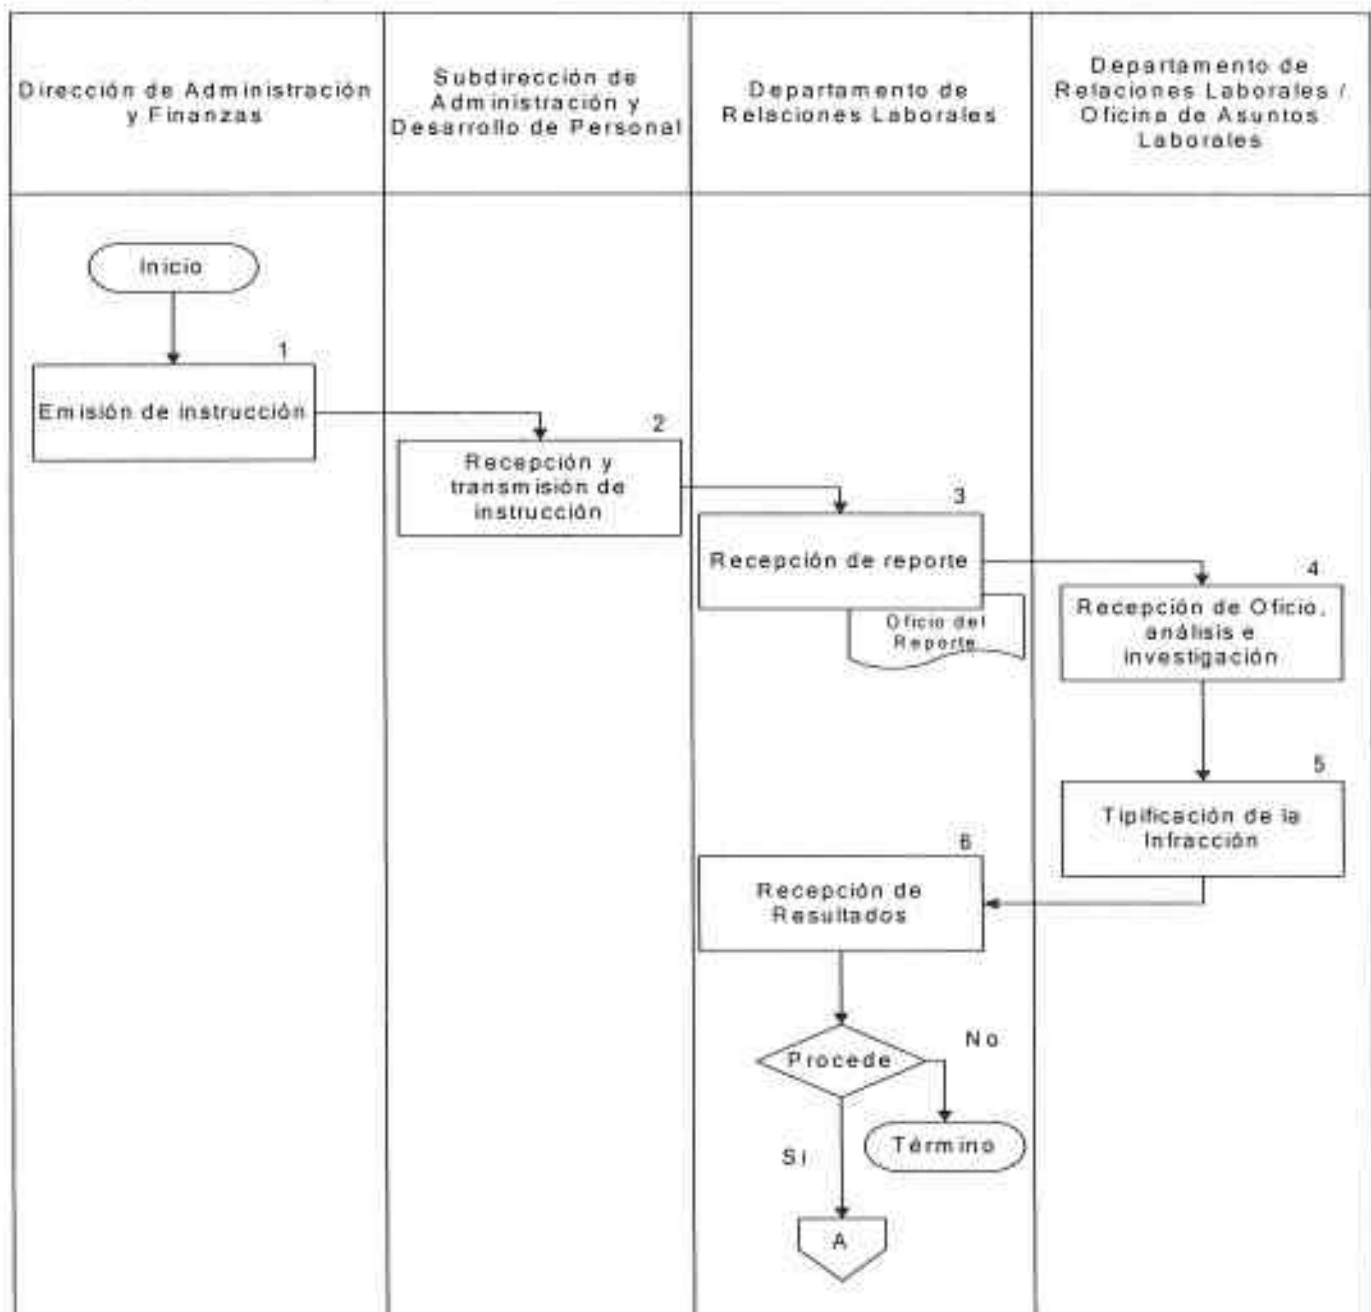 Dirección de Administración
y Finanzas
Subdirección de
Administración y
Desarrollo de Personal
Departamento de
Relaciones Laborales
Departamento de
Relaciones Laborales /
Oficina de Asuntos
Laborales
Inicio
1
Emisión de instrucción
2
Recepción y
transmisión de
instrucción
3
Recepción de reporte
Oficio del
Reporte
4
Recepción de Oficio,
análisis e
investigación
5
Tipificación de la
Infracción
6
Recepción de
Resultados
Procede
No
Término
Si
A